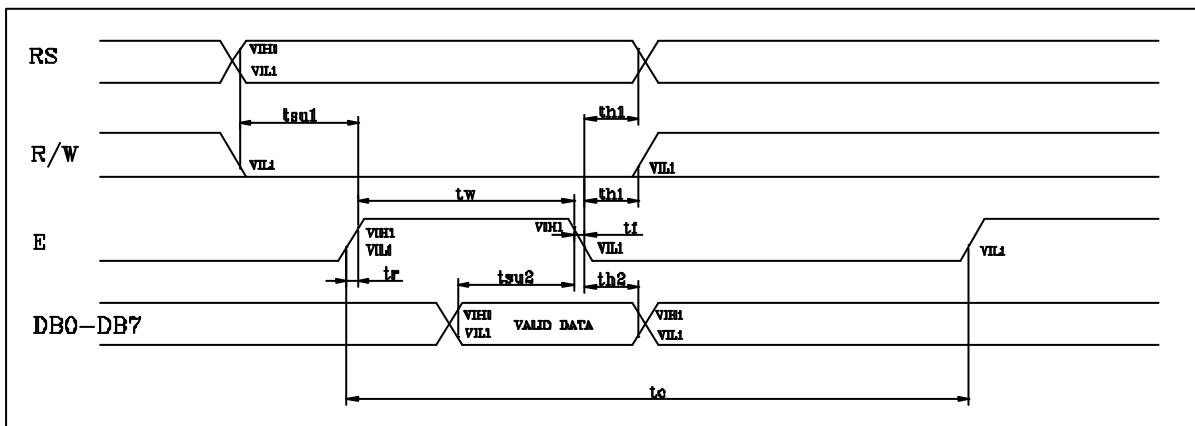 RS
VIH1
VIL1
tsu1
th1
R/W
VIL1
VIL1
tw
th1
E
VIH1
VIL1
VIH1
tf
VIL1
VIL1
tr
tsu2
th2
DB0-DB7
VIH1
VIL1
VALID DATA
VIH1
VIL1
tc